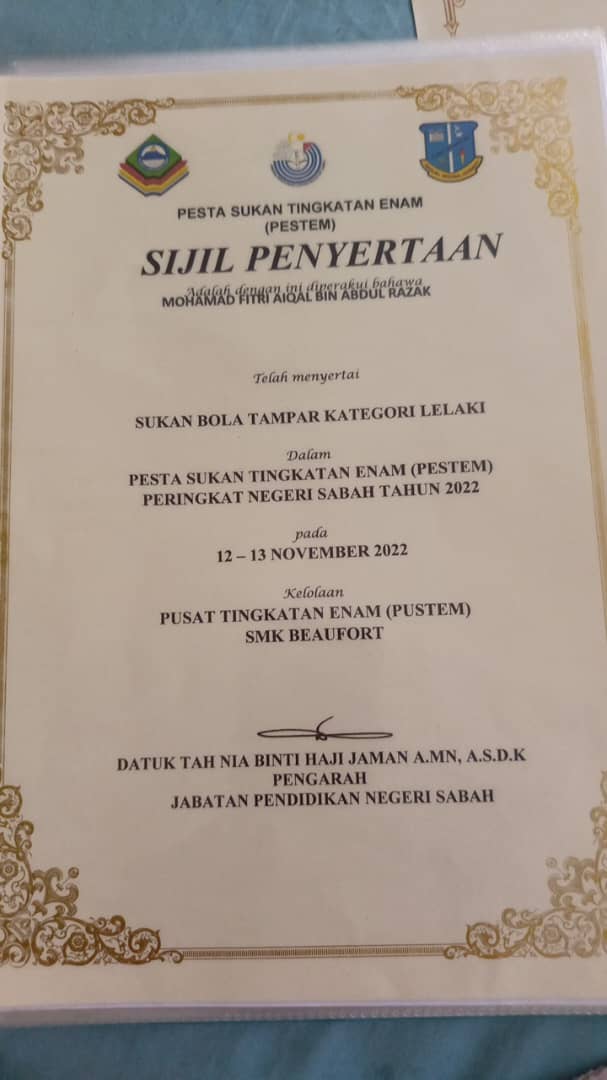 PESTA SUKAN TINGKATAN ENAM
(PESTEM)
SIJIL PENYERTAAN
Adalah dengan ini diperakui bahawa
MOHAMAD FITRI AIQAL BIN ABDUL RAZAK
Telah menyertai
SUKAN BOLA TAMPAR KATEGORI LELAKI
Dalam
PESTA SUKAN TINGKATAN ENAM (PESTEM)
PERINGKAT NEGERI SABAH TAHUN 2022
pada
12 – 13 NOVEMBER 2022
Kelolaan
PUSAT TINGKATAN ENAM (PUSTEM)
SMK BEAUFORT
DATUK TAH NIA BINTI HAJI JAMAN A.MN, A.S.D.K
PENGARAH
JABATAN PENDIDIKAN NEGERI SABAH